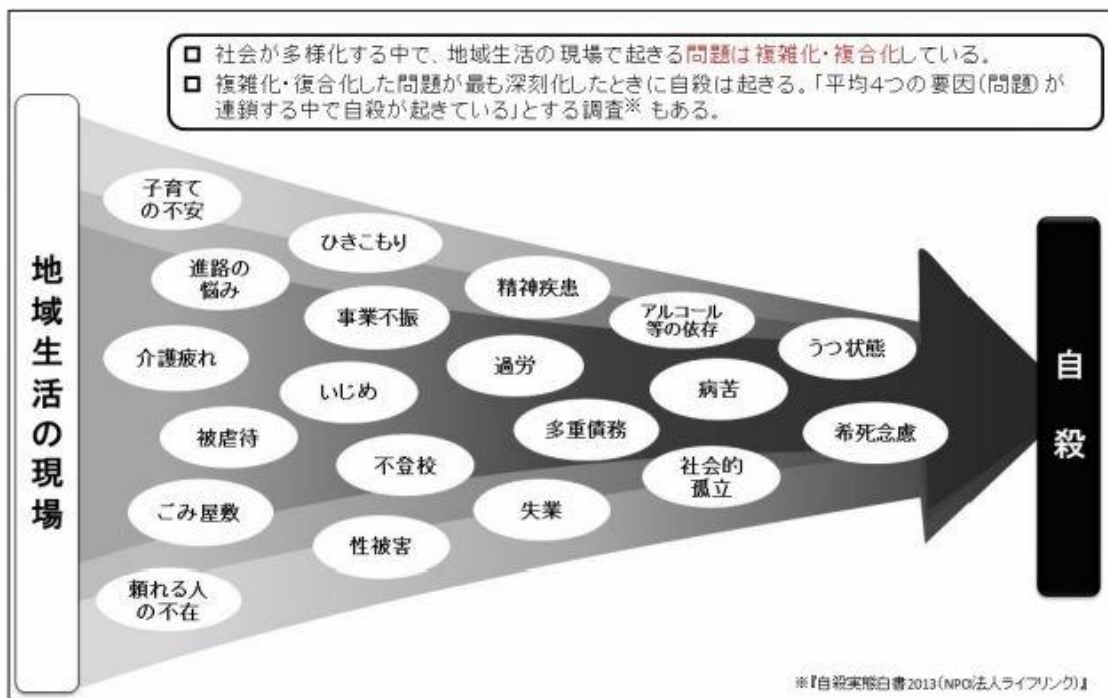 □ 社会が多様化する中で、地域生活の現場で起きる問題は複雑化・複合化している。
□ 複雑化・復合化した問題が最も深刻化したときに自殺は起きる。「平均4つの要因(問題)が
連鎖する中で自殺が起きている」とする調査※もある。
地域生活の現場
子育て
の不安
進路の
悩み
介護疲れ
被虐待
ごみ屋敷
頼れる人
の不在
ひきこもり
事業不振
いじめ
不登校
性被害
精神疾患
過労
多重債務
失業
アルコール
等の依存
病苦
社会的
孤立
うつ状態
希死念慮
自殺
※『自殺実態白書2013(NPO法人ライフリンク)』